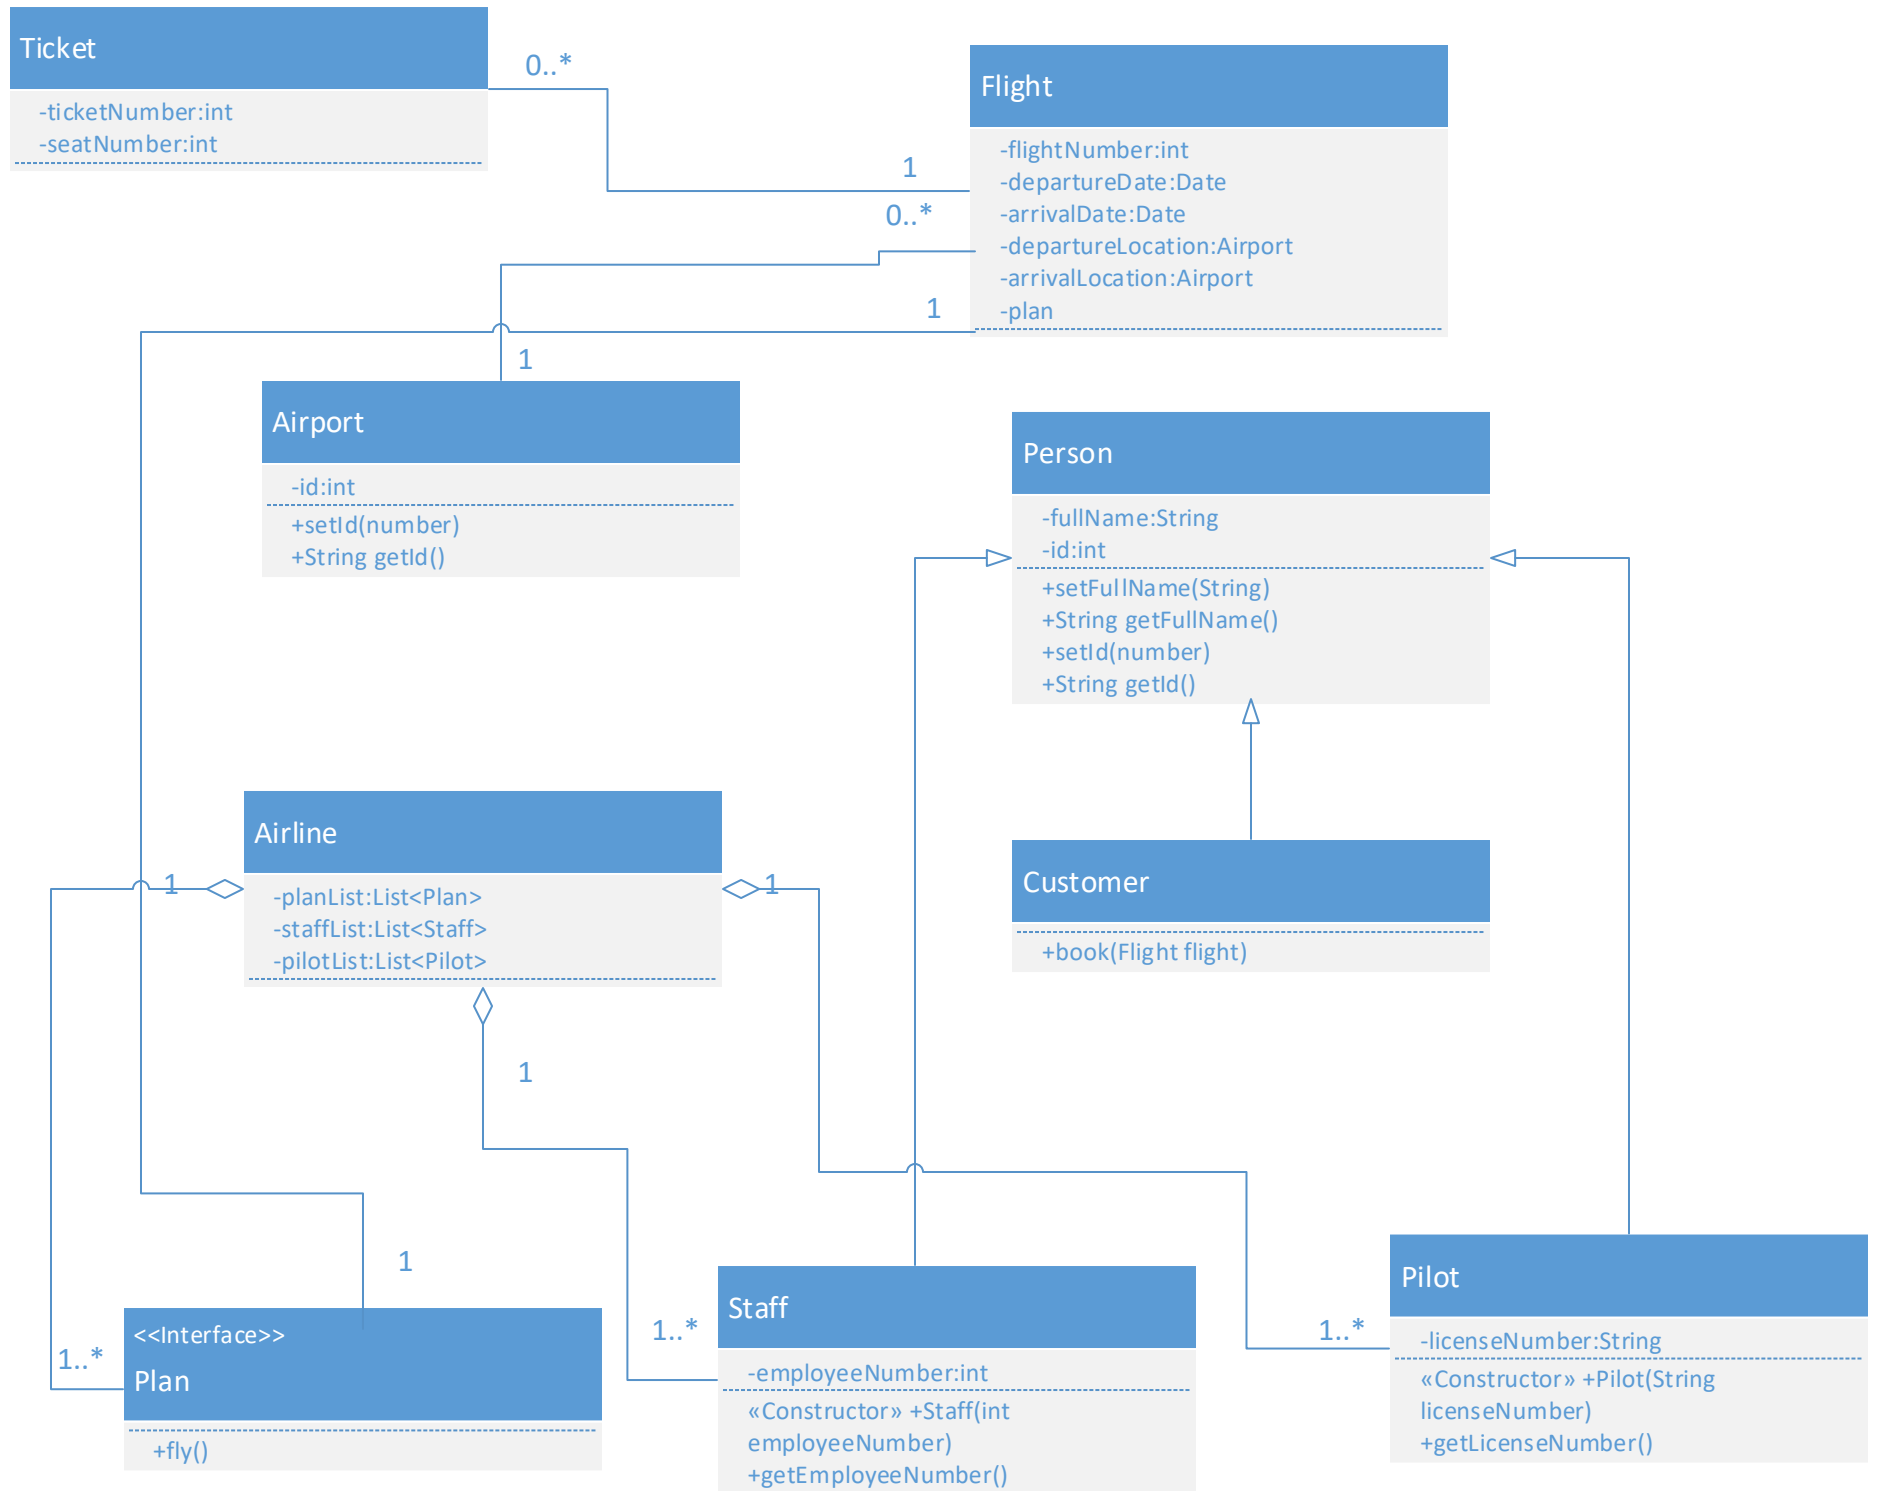 Ticket
-ticketNumber:int
-seatNumber:int
0..*
1
Flight
-flightNumber:int
-departureDate:Date
-arrivalDate:Date
-departureLocation:Airport
-arrivalLocation:Airport
-plan
0..*
1
1
Airport
-id:int
+setId(number)
+String getId()
Person
-fullName:String
-id:int
+setFullName(String)
+String getFullName()
+setId(number)
+String getId()
Airline
-planList:List<Plan>
-staffList:List<Staff>
-pilotList:List<Pilot>
1
1
1
Customer
+book(Flight flight)
1
1..*
<<Interface>>
Plan
+fly()
1..*
Staff
-employeeNumber:int
«Constructor» +Staff(int
employeeNumber)
+getEmployeeNumber()
1..*
Pilot
-licenseNumber:String
«Constructor» +Pilot(String
licenseNumber)
+getLicenseNumber()